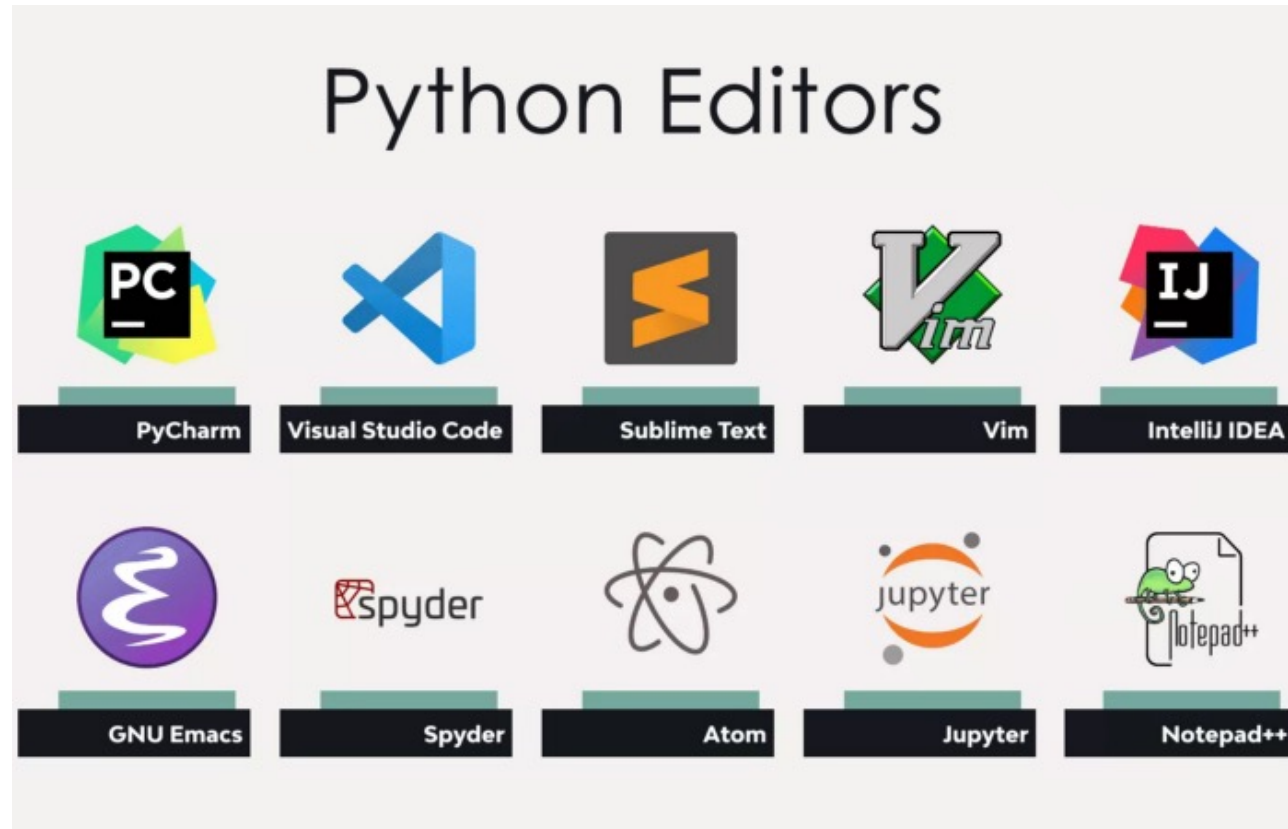 Python Editors
PC
Vim
IJ
PyCharm
Visual Studio Code
Sublime Text
Vim
IntelliJ IDEA
spyder
jupyter
Notepad++
GNU Emacs
Spyder
Atom
Jupyter
Notepad++